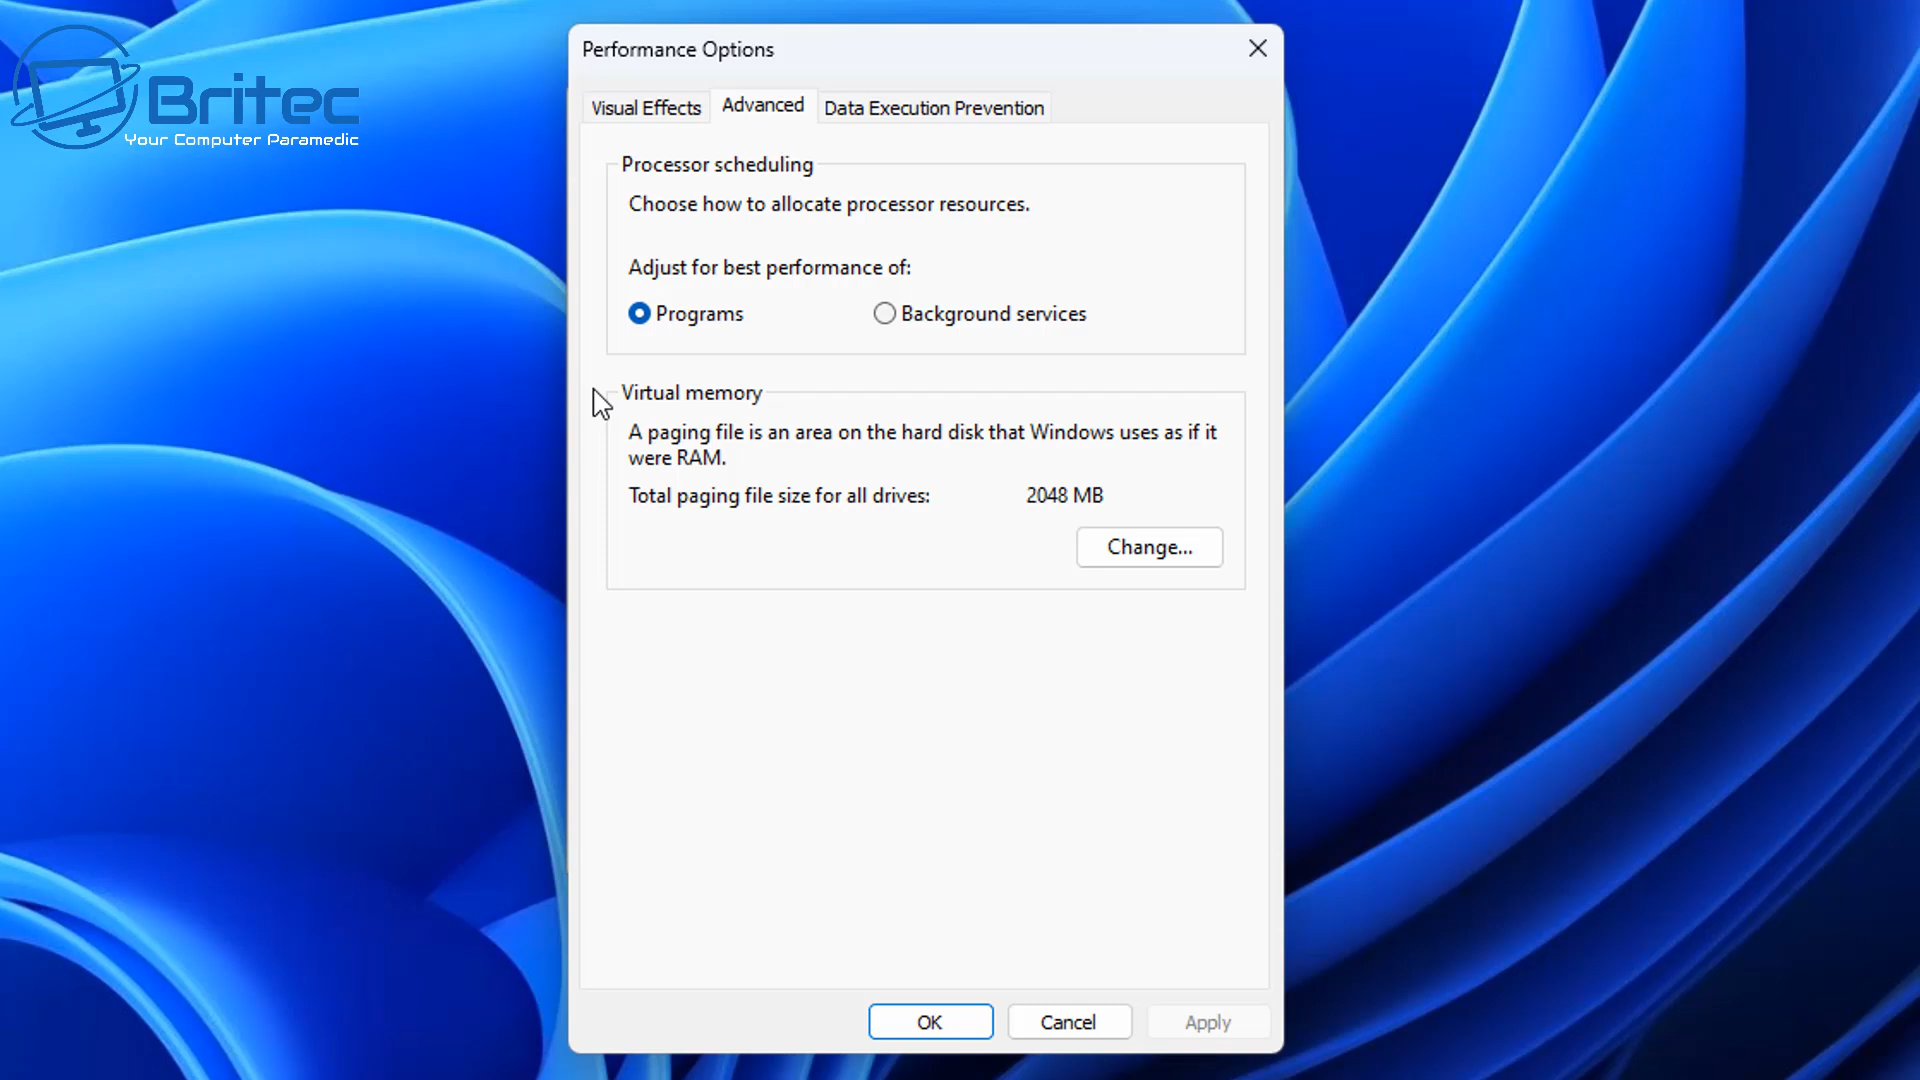 Britec
Your Computer Paramedic
Performance Options
Visual Effects
Advanced
Data Execution Prevention
Processor scheduling
Choose how to allocate processor resources.
Adjust for best performance of:
Programs
Background services
Virtual memory
A paging file is an area on the hard disk that Windows uses as if it
were RAM.
Total paging file size for all drives:
2048 MB
Change...
OK
Cancel
Apply